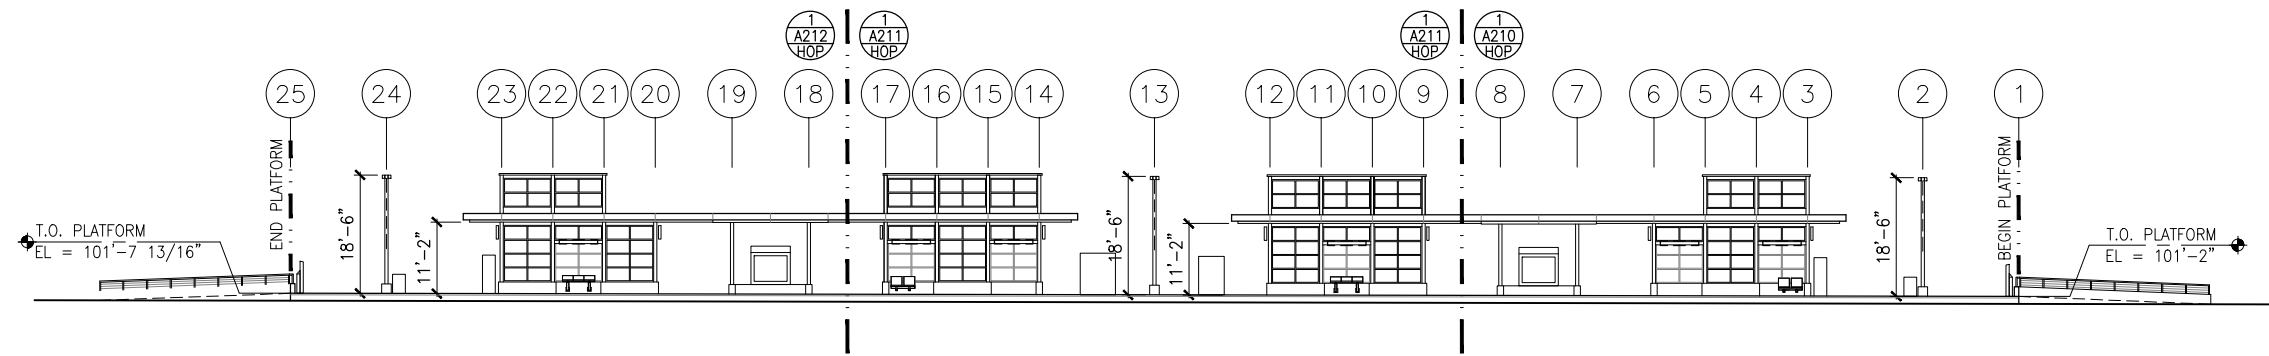 1
A212
HOP
1
A211
HOP
1
A211
HOP
1
A210
HOP
25
24
23
22
21
20
19
18
17
16
15
14
13
12
11
10
9
8
7
6
5
4
3
2
1
END PLATFORM
BEGIN PLATFORM
T.O. PLATFORM
EL = 101'-7 13/16"
18'-6"
11'-2"
18'-6"
11'-2"
18'-6"
T.O. PLATFORM
EL = 101'-2"